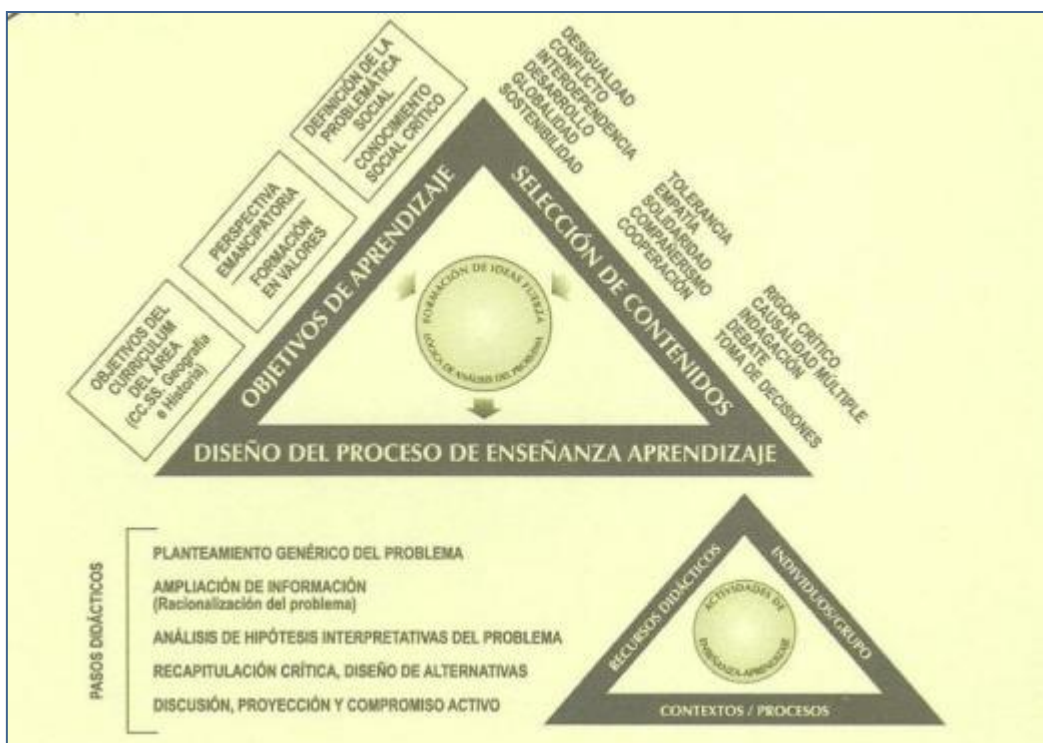 DEFINICIÓN DE LA
PROBLEMÁTICA
SOCIAL
CONOCIMIENTO
SOCIAL CRÍTICO
PERSPECTIVA
EMANCIPATORIA
FORMACIÓN
EN VALORES
OBJETIVOS DEL
CURRICULUM
DEL ÁREA
(CC.SS. Geografía
e Historia)
DESIGUALDAD
CONFLICTO
INTERDEPENDENCIA
DESARROLLO
GLOBALIDAD
SOSTENIBILIDAD
TOLERANCIA
EMPATÍA
SOLIDARIDAD
COMPAÑERISMO
COOPERACIÓN
RIGOR CRÍTICO
CAUSALIDAD MÚLTIPLE
INDAGACIÓN
DEBATE
TOMA DE DECISIONES
OBJETIVOS DE APRENDIZAJE
SELECCIÓN DE CONTENIDOS
FORMACIÓN DE IDEAS FUERZA
LÓGICA DE ANÁLISIS DEL PROBLEMA
DISEÑO DEL PROCESO DE ENSEÑANZA APRENDIZAJE
PASOS DIDÁCTICOS
PLANTEAMIENTO GENÉRICO DEL PROBLEMA
AMPLIACIÓN DE INFORMACIÓN
(Racionalización del problema)
ANÁLISIS DE HIPÓTESIS INTERPRETATIVAS DEL PROBLEMA
RECAPITULACIÓN CRÍTICA, DISEÑO DE ALTERNATIVAS
DISCUSIÓN, PROYECCIÓN Y COMPROMISO ACTIVO
RECURSOS DIDÁCTICOS
INDIVIDUOS/GRUPO
ACTIVIDADES DE
ENSEÑANZA-APRENDIZAJE
CONTEXTOS / PROCESOS